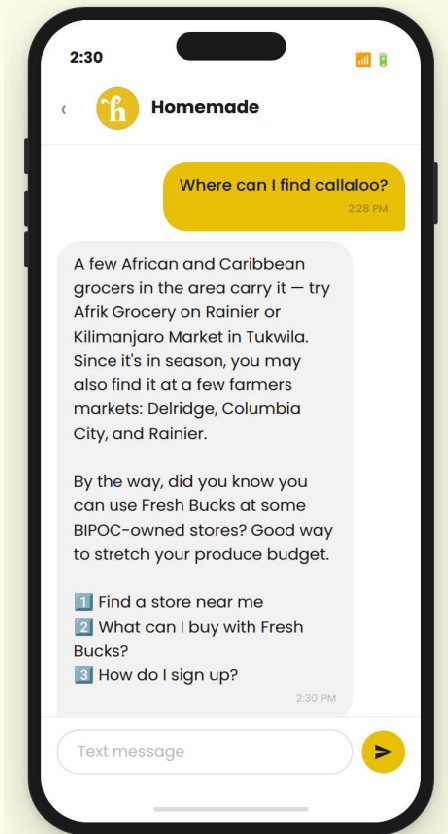 2:30
Homemade
Where can I find callaloo?
2:28 PM
A few African and Caribbean
grocers in the area carry it — try
Afrik Grocery on Rainier or
Kilimanjaro Market in Tukwila.
Since it's in season, you may
also find it at a few farmers
markets: Delridge, Columbia
City, and Rainier.
By the way, did you know you
can use Fresh Bucks at some
BIPOC-owned stores? Good way
to stretch your produce budget.
1 Find a store near me
2 What can I buy with Fresh
Bucks?
3 How do I sign up?
2:30 PM
Text message